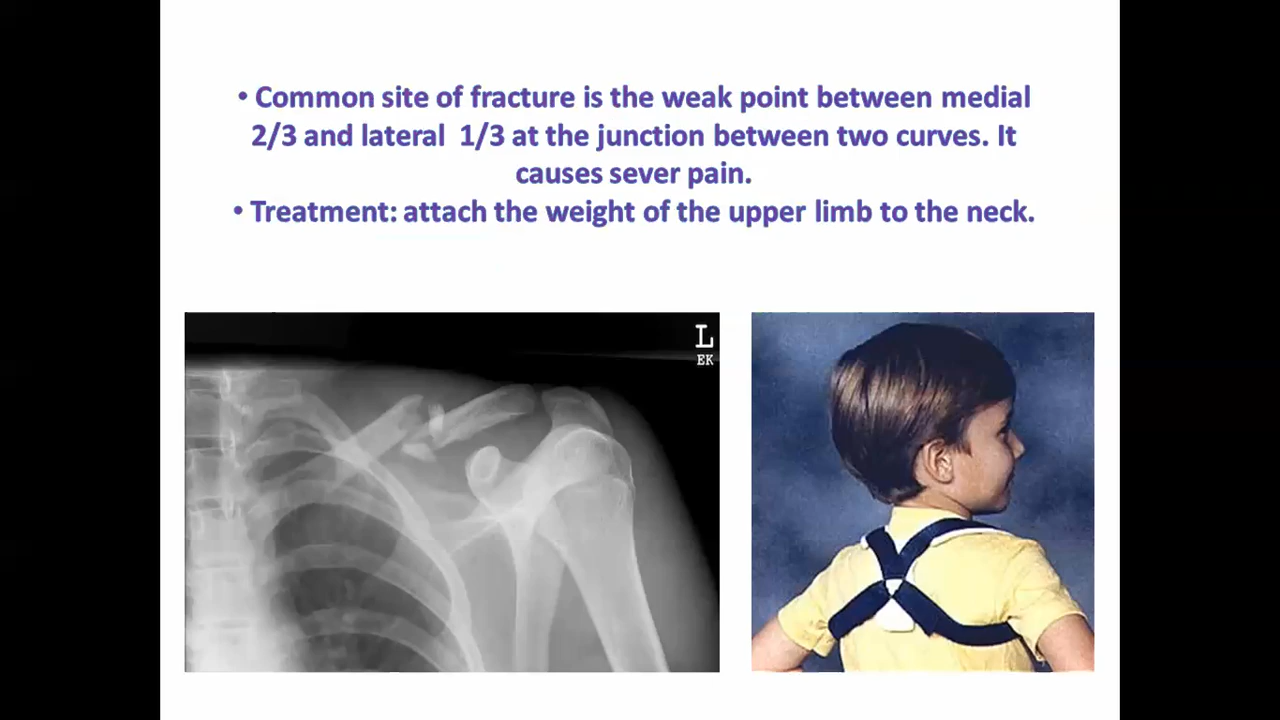 • Common site of fracture is the weak point between medial
2/3 and lateral 1/3 at the junction between two curves. It
causes sever pain.
• Treatment: attach the weight of the upper limb to the neck.
L
EK